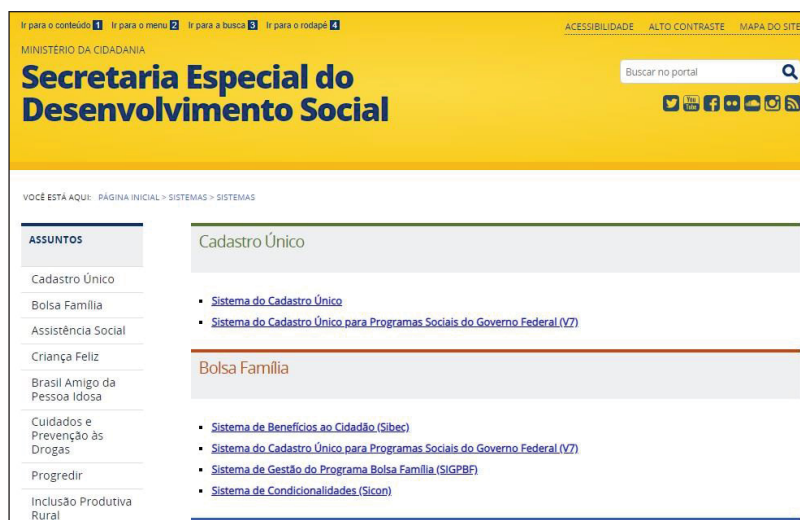 Ir para o conteúdo 1 Ir para o menu 2 Ir para a busca 3 Ir para o rodapé 4
ACESSIBILIDADE ALTO CONTRASTE MAPA DO SITE
MINISTÉRIO DA CIDADANIA
Secretaria Especial do
Desenvolvimento Social
Buscar no portal
You Tube
VOCÊ ESTÁ AQUI: PÁGINA INICIAL > SISTEMAS > SISTEMAS
ASSUNTOS
Cadastro Único
Bolsa Família
Assistência Social
Criança Feliz
Brasil Amigo da
Pessoa Idosa
Cuidados e
Prevenção às
Drogas
Progredir
Inclusão Produtiva
Rural
Cadastro Único
Sistema do Cadastro Único
Sistema do Cadastro Único para Programas Sociais do Governo Federal (V7)
Bolsa Família
Sistema de Benefícios ao Cidadão (Sibec)
Sistema do Cadastro Único para Programas Sociais do Governo Federal (V7)
Sistema de Gestão do Programa Bolsa Família (SIGPBF)
Sistema de Condicionalidades (Sicon)